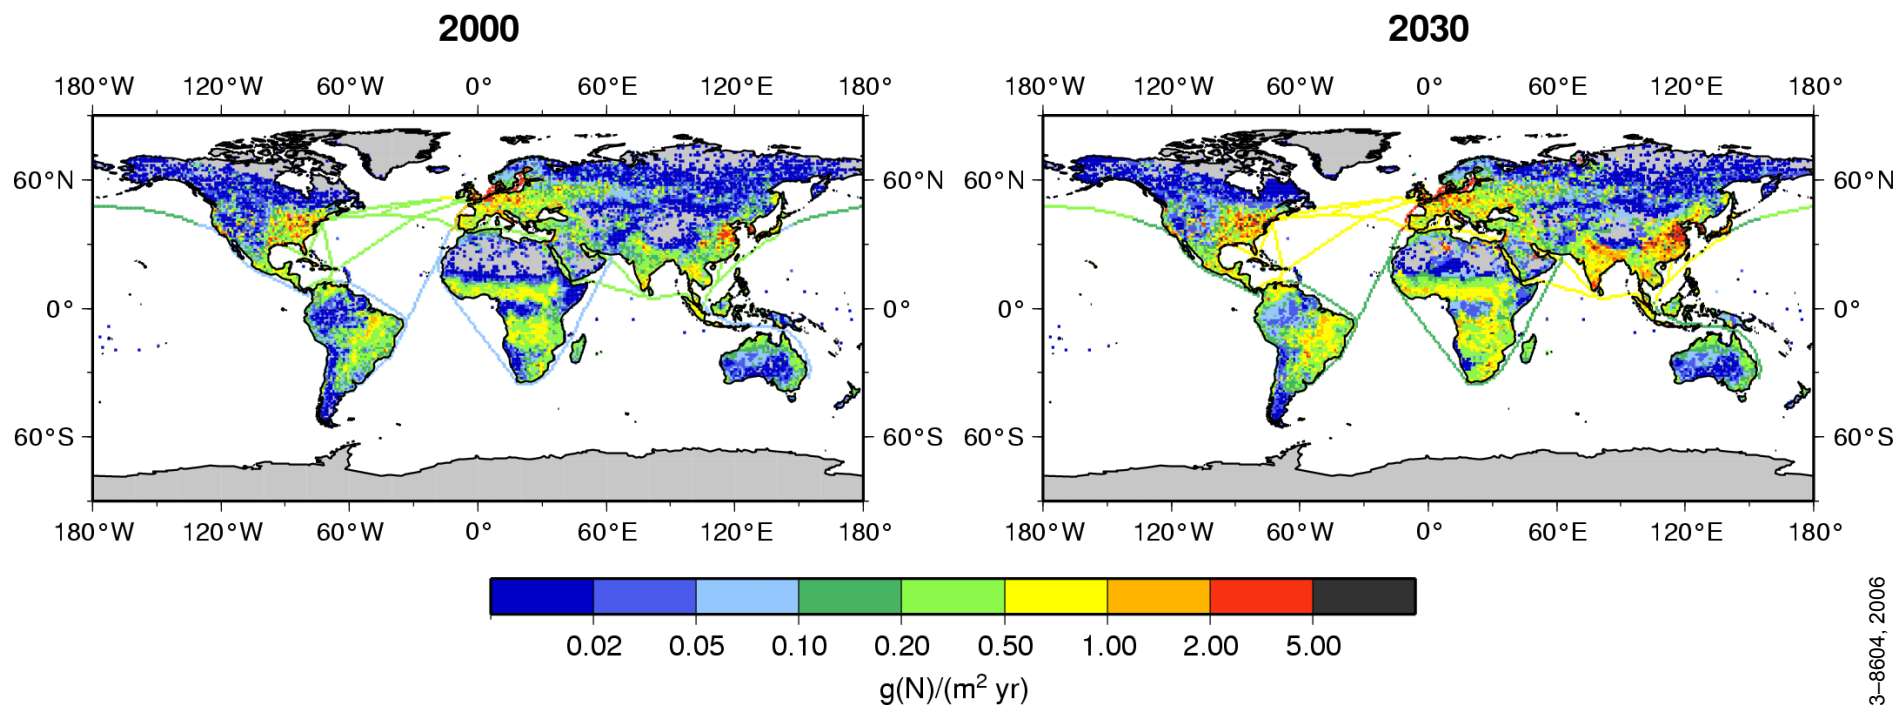 2000
2030
180°W 120°W 60°W 0° 60°E 120°E 180°
180°W 120°W 60°W 0° 60°E 120°E 180°
60°N 60°N 60°N 60°N
0° 0° 0° 0°
60°S 60°S 60°S 60°S
180°W 120°W 60°W 0° 60°E 120°E 180°
180°W 120°W 60°W 0° 60°E 120°E 180°
0.02 0.05 0.10 0.20 0.50 1.00 2.00 5.00
g(N)/(m² yr)
3–8604, 2006